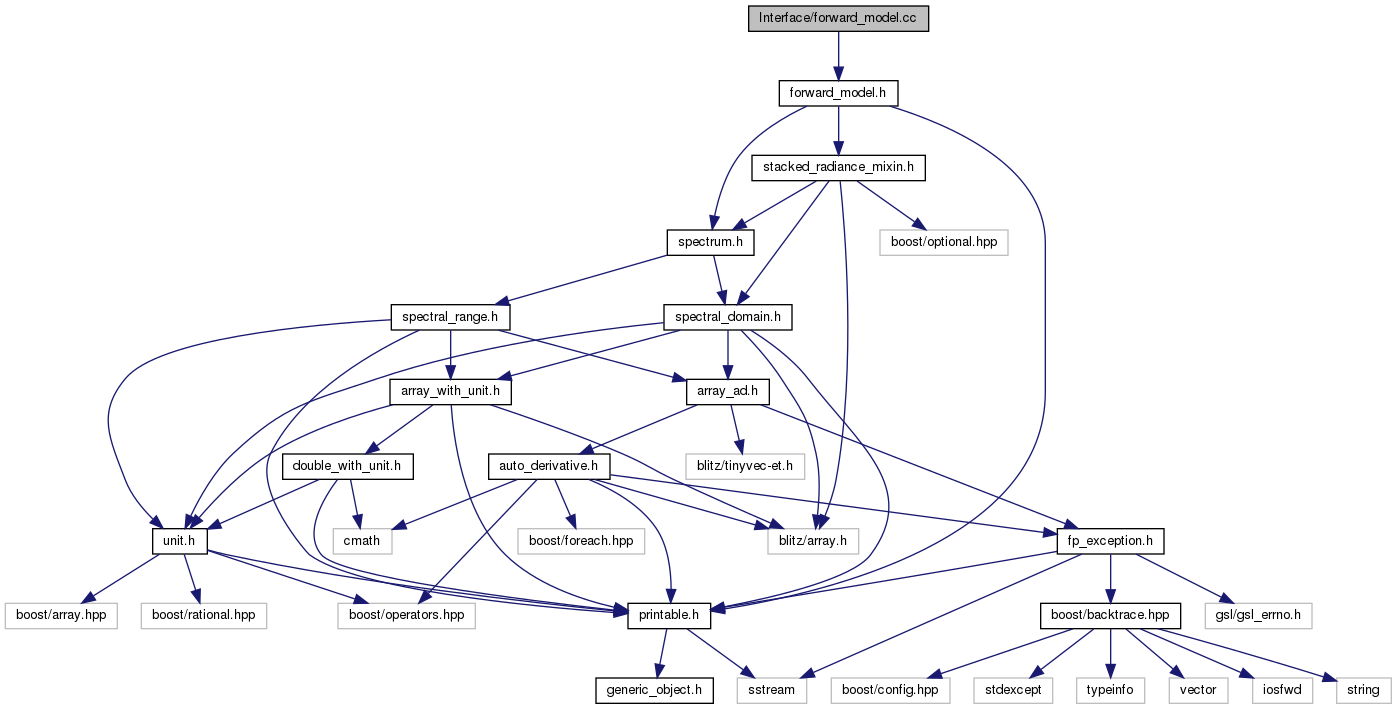 Interface/forward_model.cc
forward_model.h
stacked_radiance_mixin.h
spectrum.h
boost/optional.hpp
spectral_range.h
spectral_domain.h
array_with_unit.h
array_ad.h
double_with_unit.h
auto_derivative.h
blitz/tinyvec-et.h
unit.h
cmath
boost/foreach.hpp
blitz/array.h
fp_exception.h
boost/array.hpp
boost/rational.hpp
boost/operators.hpp
printable.h
boost/backtrace.hpp
gsl/gsl_errno.h
generic_object.h
sstream
boost/config.hpp
stdexcept
typeinfo
vector
iosfwd
string